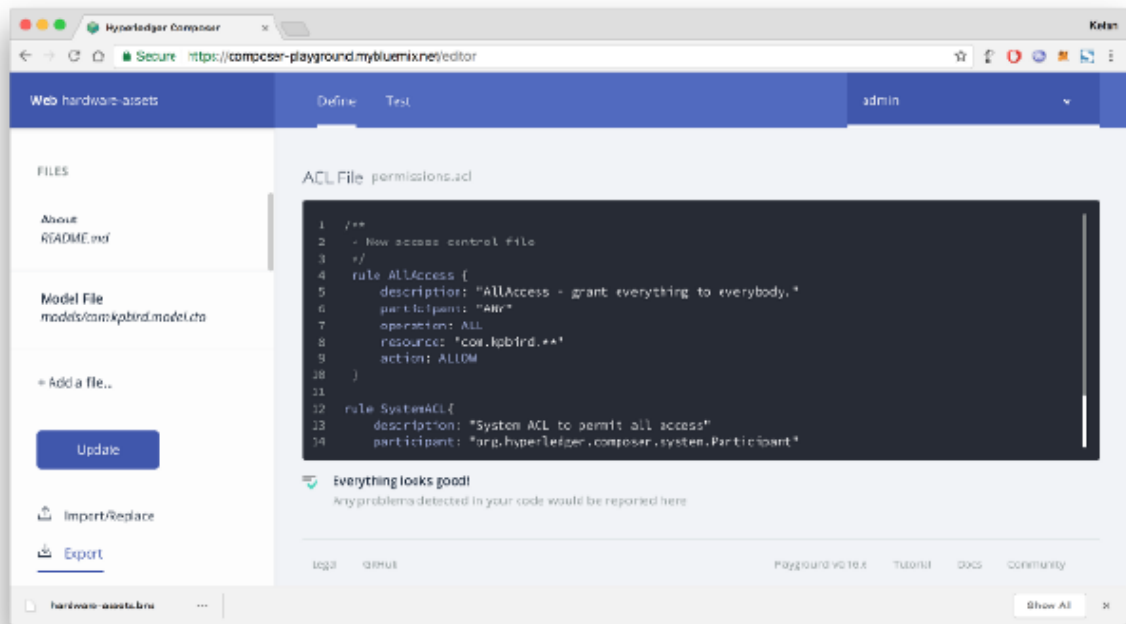 Hyperledger Composer
Ketan
Secure https://composer-playground.mybluemix.net/editor
Web hardware-assets
Define
Test
admin
FILES
About
README.md
Model File
models/com.kpbird.model.cto
+ Add a file...
Update
Import/Replace
Export
ACL File permissions.acl
1 /**
2 - New access control file
3 */
4 rule AllAccess {
5 description: "AllAccess - grant everything to everybody."
6 participant: "ANY"
7 operation: ALL
8 resource: "com.kpbird.**"
9 action: ALLOW
10 }
11
12 rule SystemACL{
13 description: "System ACL to permit all access"
14 participant: "org.hyperledger.composer.system.Participant"
Everything looks good!
Any problems detected in your code would be reported here
Legal GitHub Playground v0.16.x Tutorial Docs Community
hardware-assets.bna
Show All